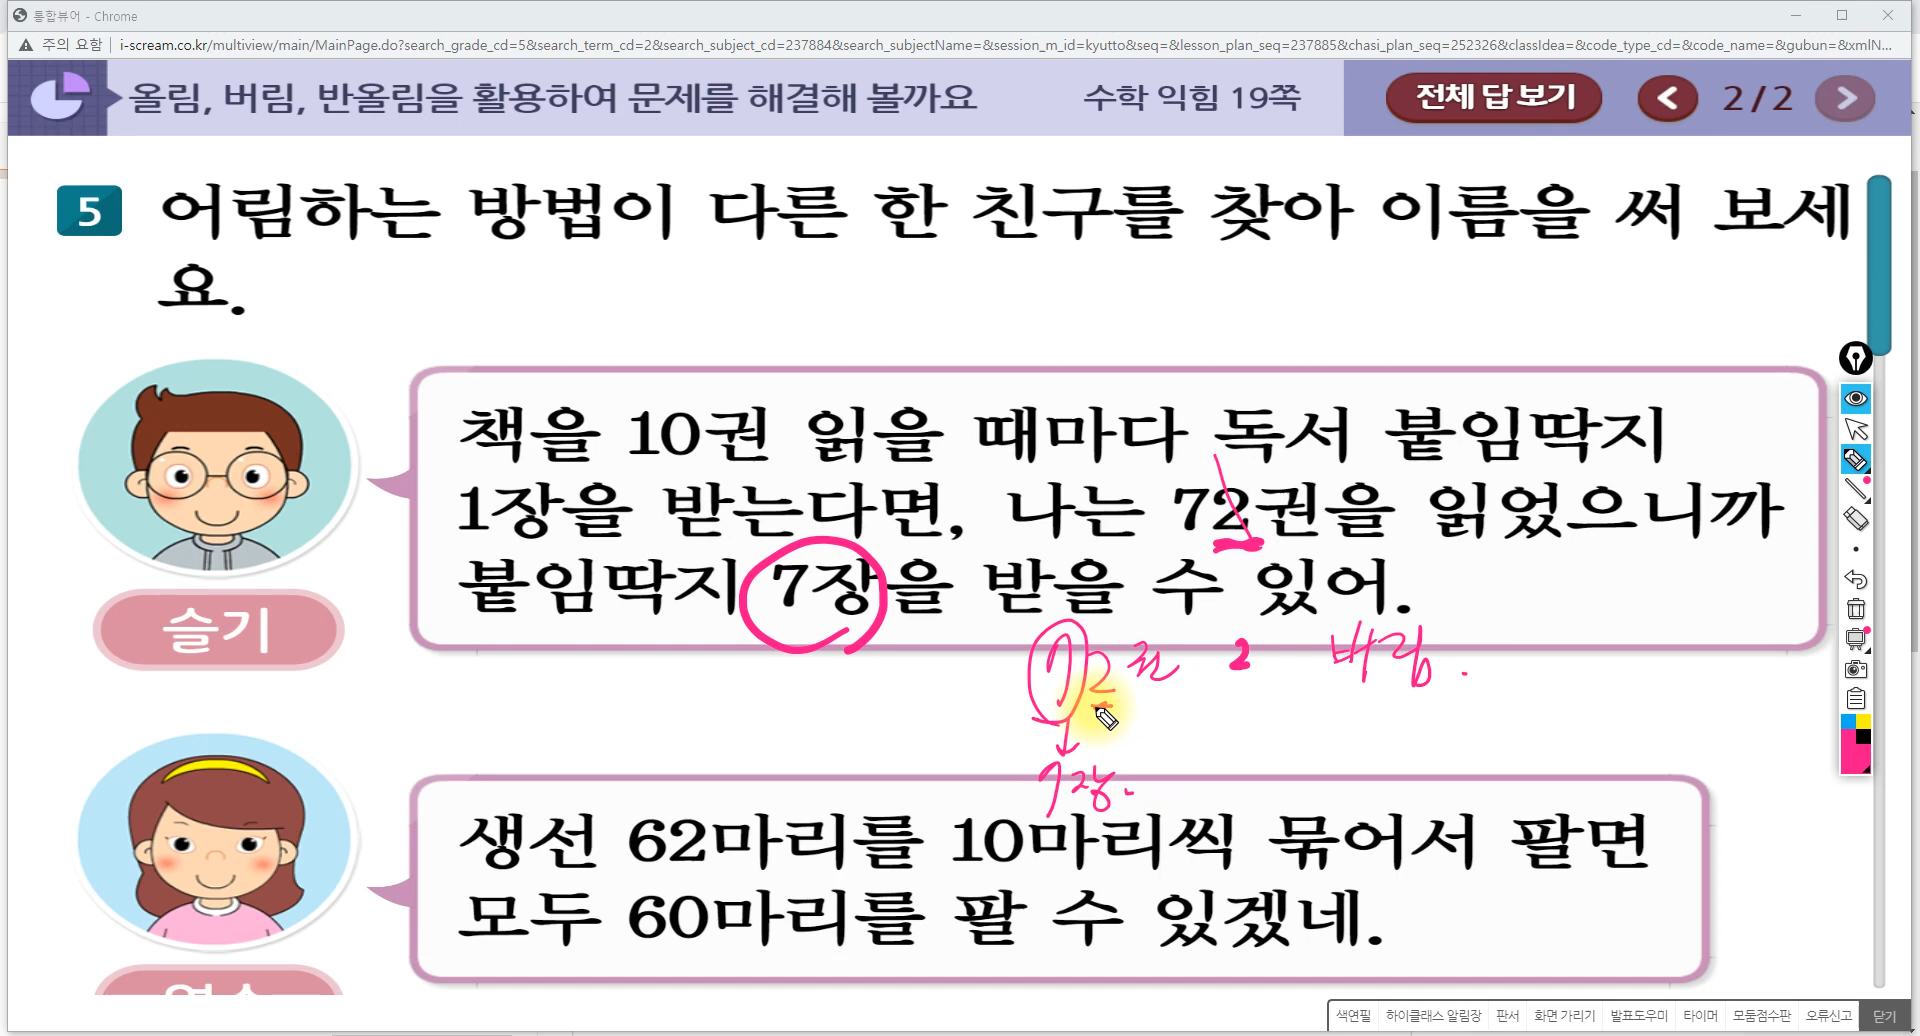 통합뷰어 - Chrome
주의 요함 | i-scream.co.kr/multiview/main/MainPage.do?search_grade_cd=5&search_term_cd=2&search_subject_cd=237884&search_subjectName=&session_m_id=kyutto&seq=&lesson_plan_seq=237885&chasi_plan_seq=252326&classIdea=&code_type_cd=&code_name=&gubun=&xmlN...
올림, 버림, 반올림을 활용하여 문제를 해결해 볼까요 수학 익힘 19쪽 전체 답 보기 2/2
5 어림하는 방법이 다른 한 친구를 찾아 이름을 써 보세
요.
책을 10권 읽을 때마다 독서 붙임딱지
1장을 받는다면, 나는 72권을 읽었으니까
붙임딱지 7장을 받을 수 있어.
슬기
72권 2 버림.
7장.
생선 62마리를 10마리씩 묶어서 팔면
모두 60마리를 팔 수 있겠네.
색연필 하이클래스 알림장 판서 화면 가리기 발표도우미 타이머 모둠점수판 오류신고 닫기